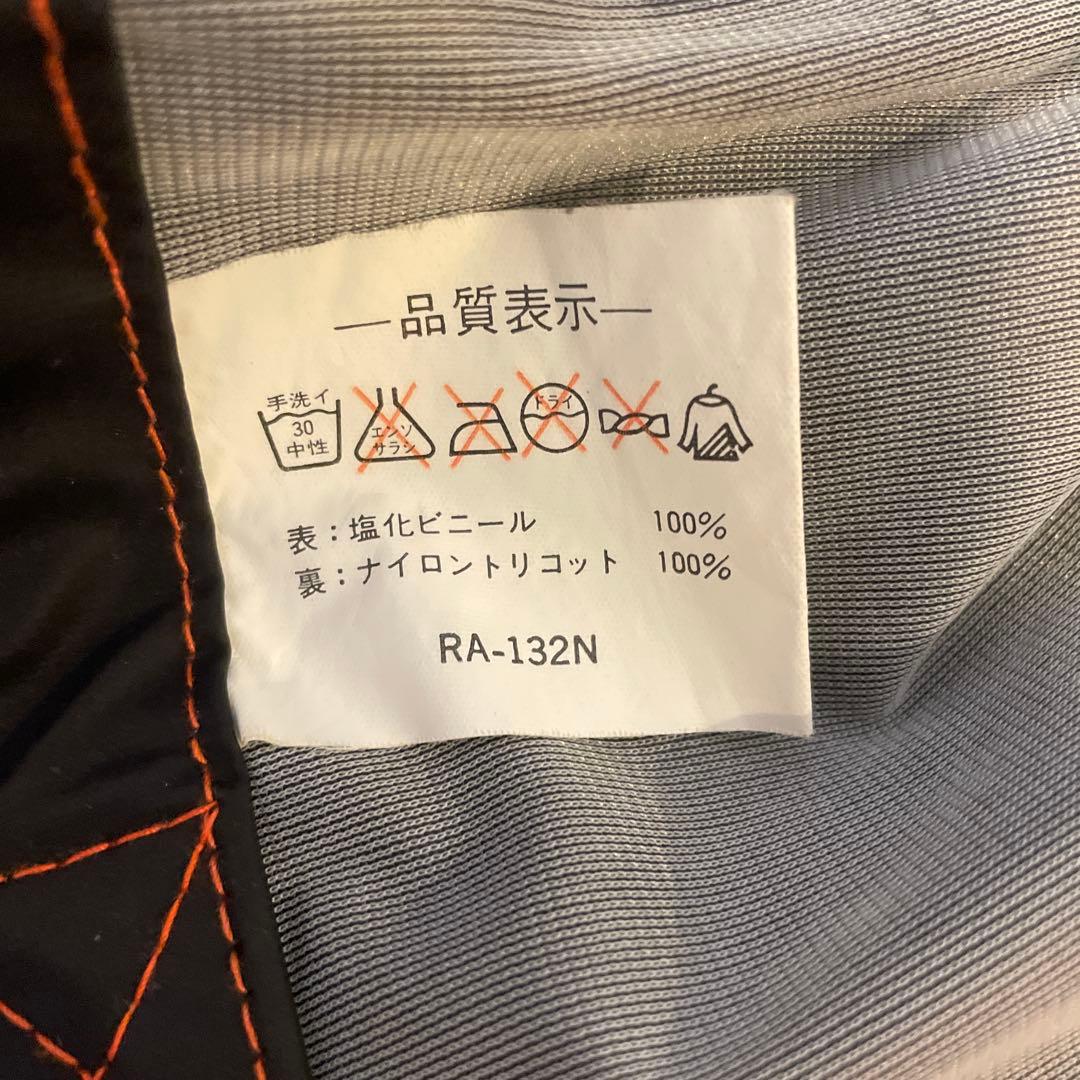 品質表示
手洗イ
30
中性
エンソ
サラシ
ドライ
表：塩化ビニール 100%
裏：ナイロントリコット 100%
RA-132N